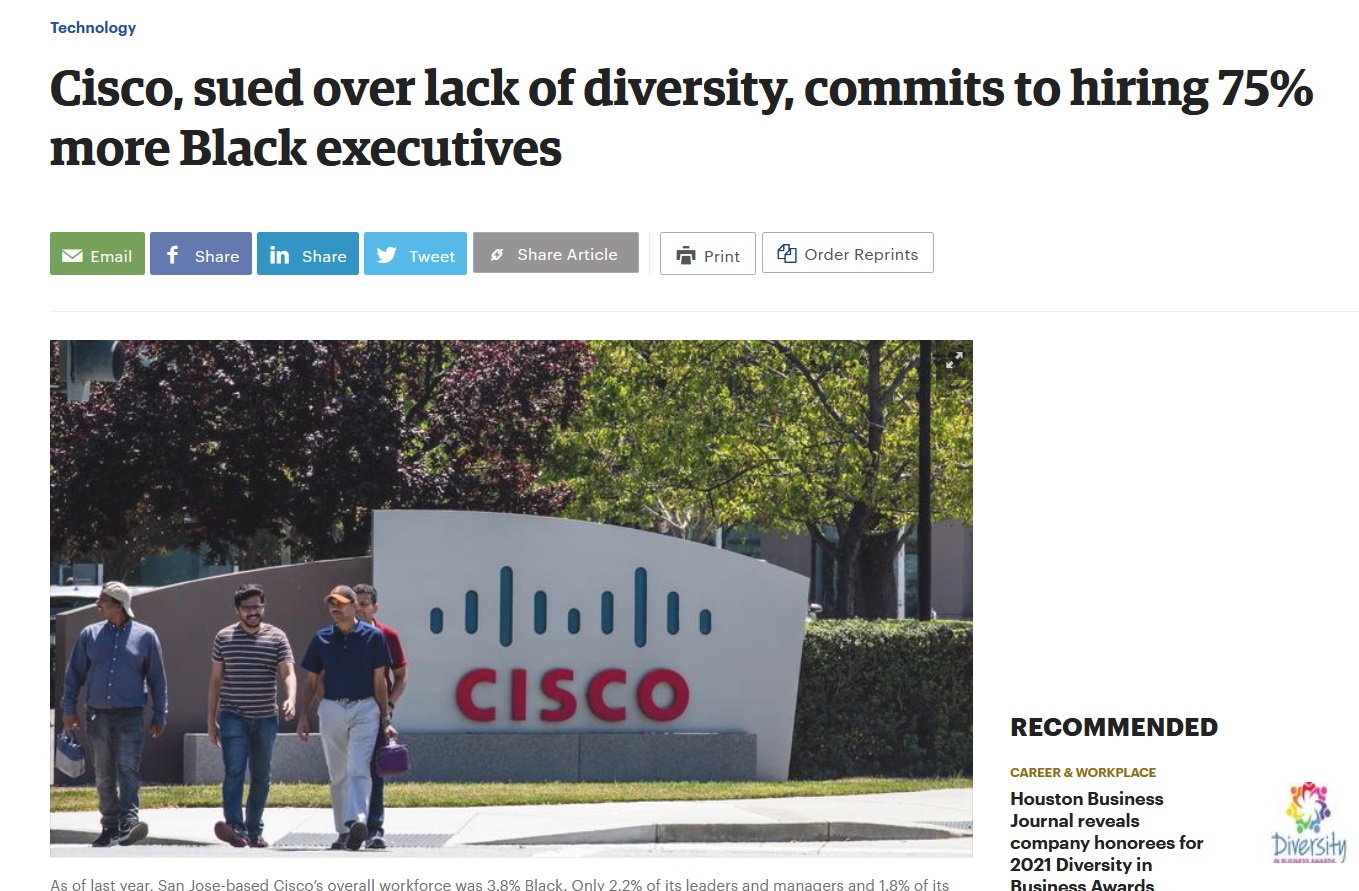 Technology
Cisco, sued over lack of diversity, commits to hiring 75%
more Black executives
Email
Share
in Share
Tweet
Share Article
Print
Order Reprints
CISCO
As of last year, San Jose-based Cisco's overall workforce was 3.8% Black. Only 2.2% of its leaders and managers and 1.8% of its
RECOMMENDED
CAREER & WORKPLACE
Houston Business
Journal reveals
company honorees for
2021 Diversity in
Business Awards
Diversity
IN BUSINESS AWARDS